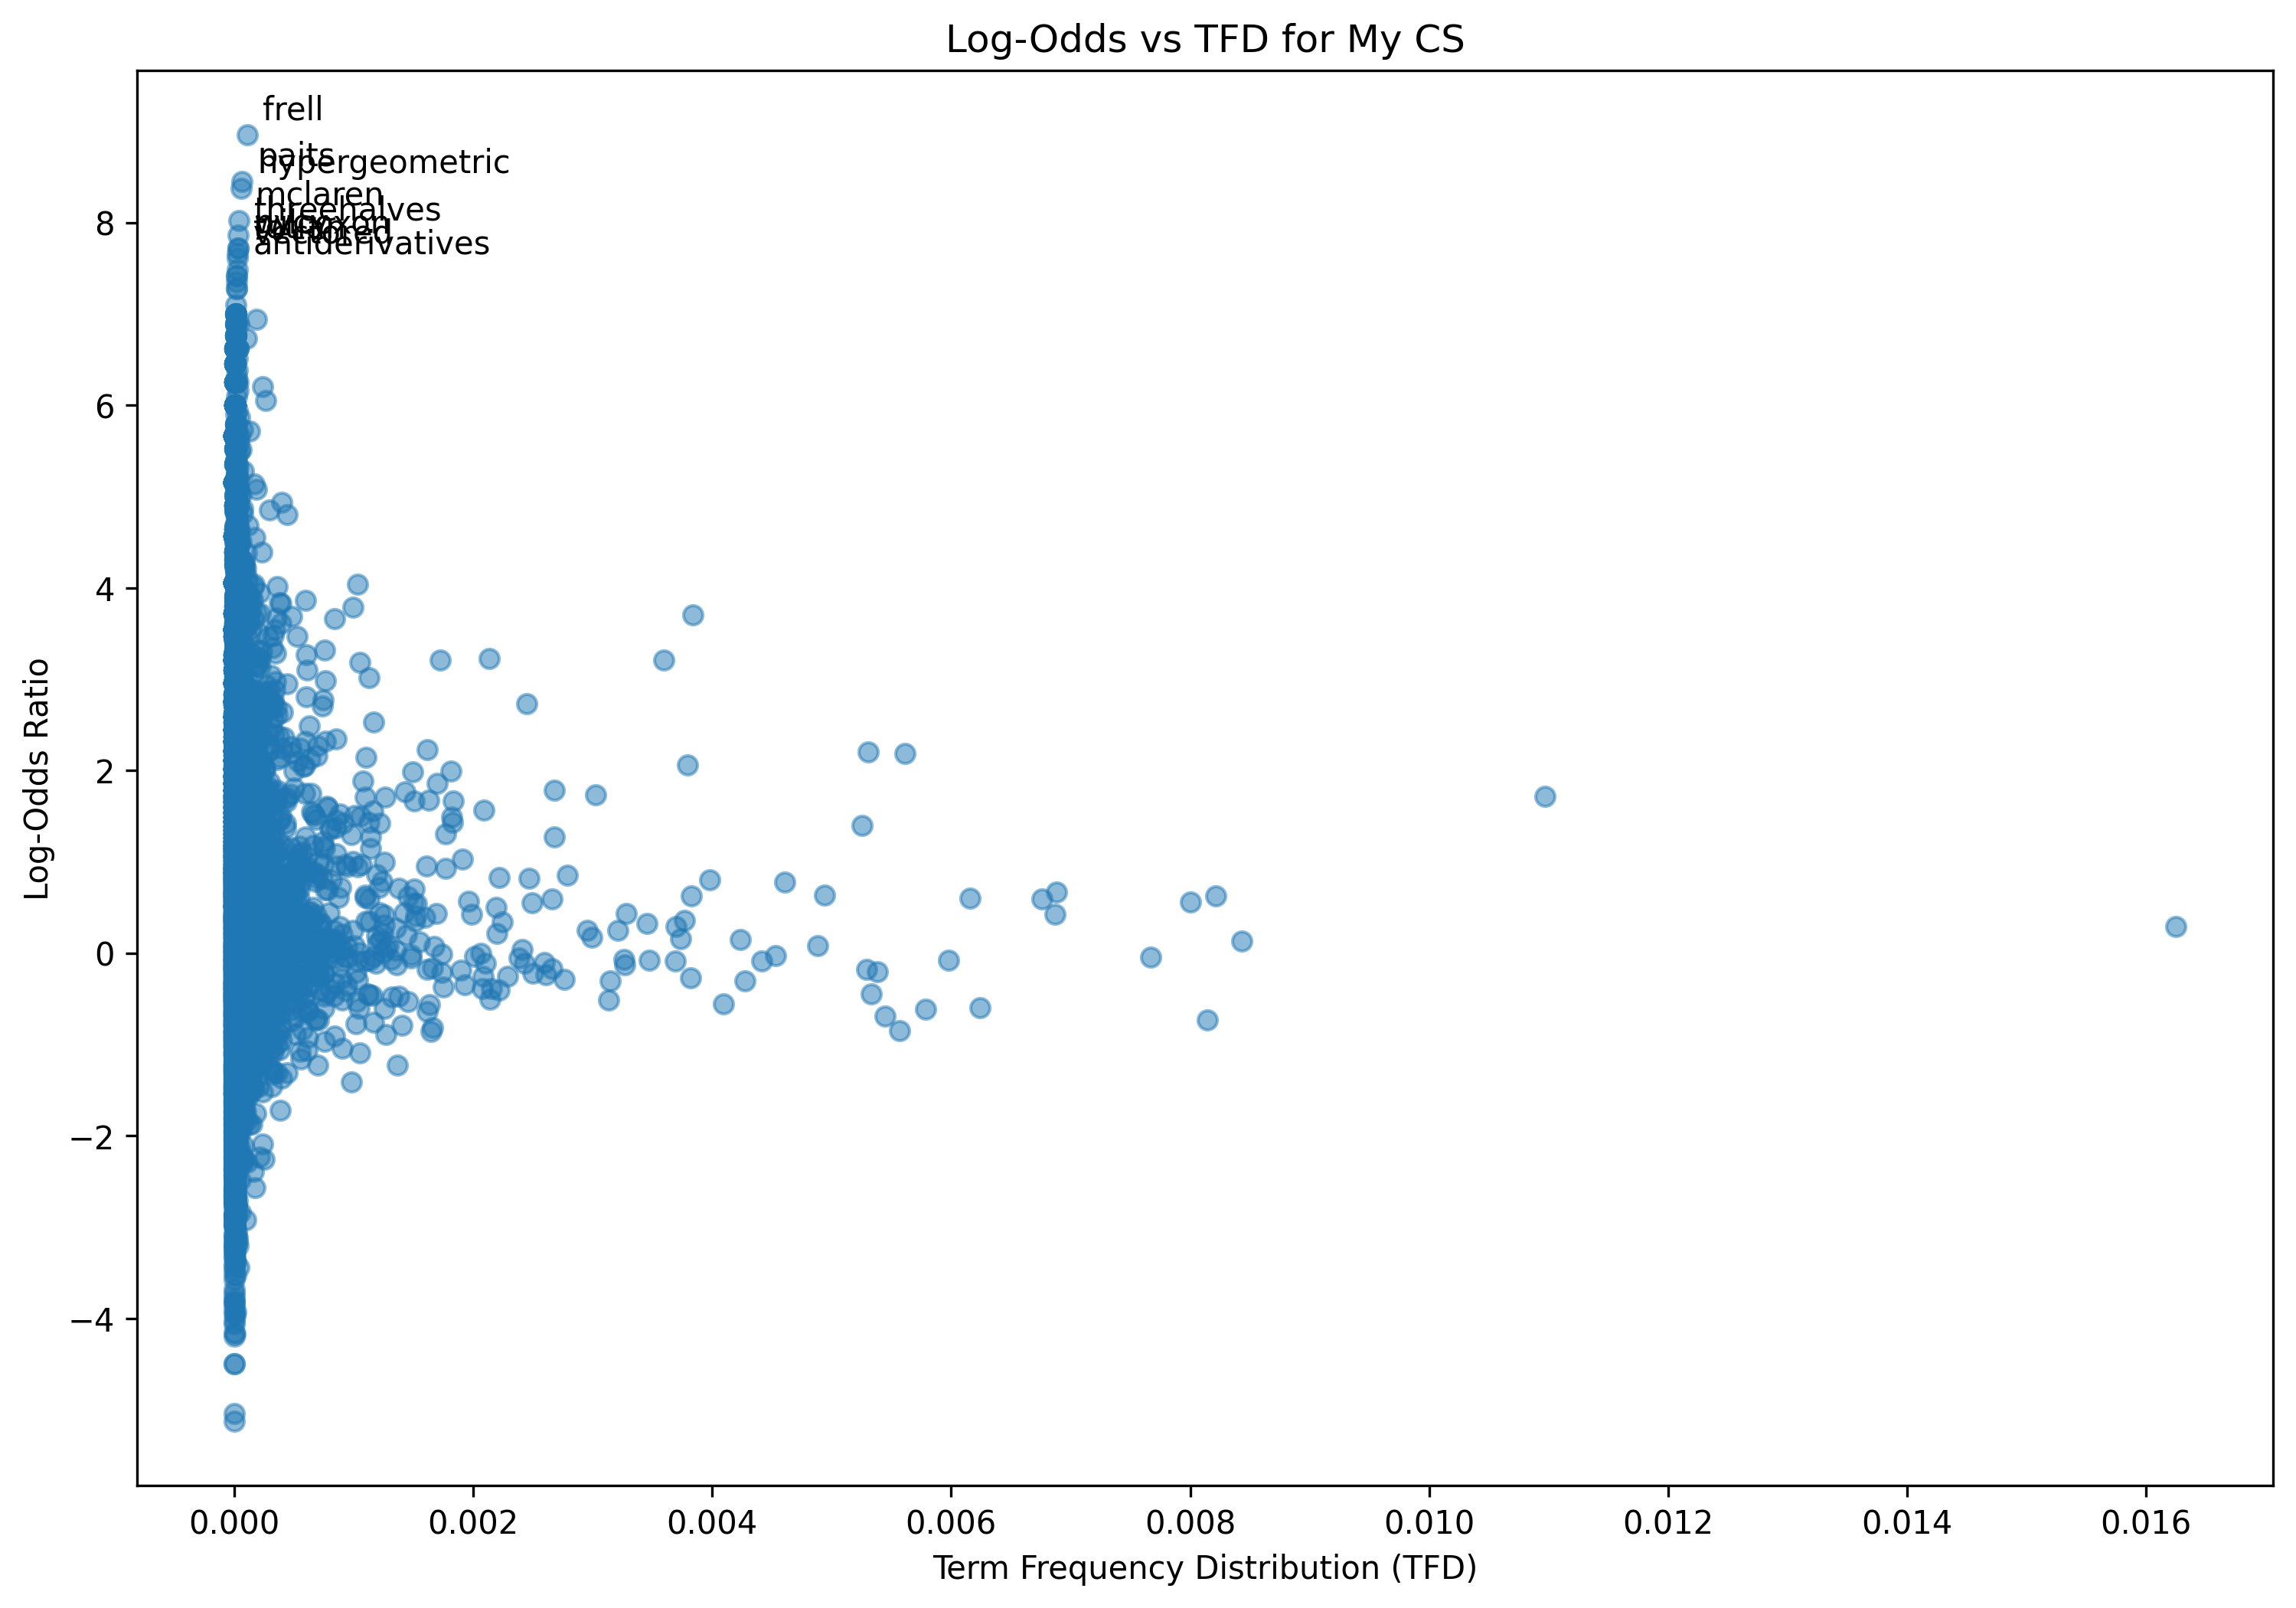 Log-Odds vs TFD for My CS
frell
paits
hypergeometric
mclaren
threehalves
antiderivatives
8
6
4
2
0
−2
−4
Log-Odds Ratio
0.000 0.002 0.004 0.006 0.008 0.010 0.012 0.014 0.016
Term Frequency Distribution (TFD)